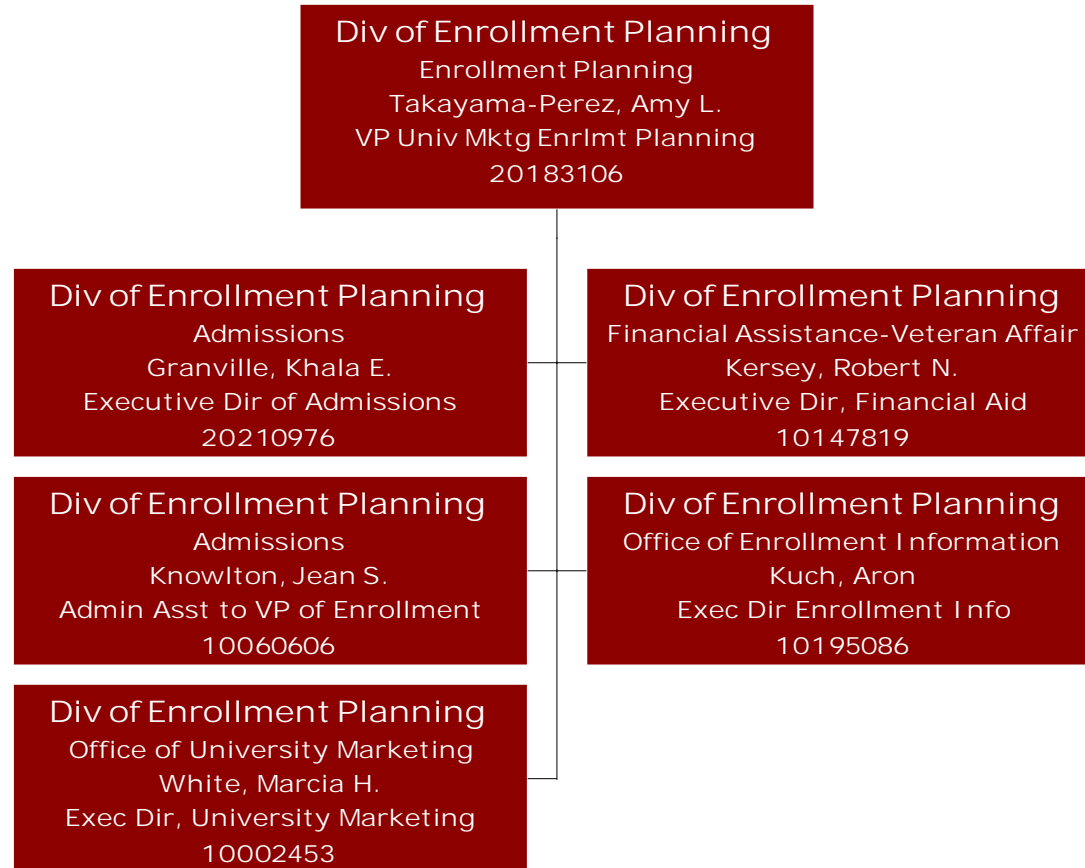 Div of Enrollment Planning
Enrollment Planning
Takayama-Perez, Amy L.
VP Univ Mktg Enrlmt Planning
20183106
Div of Enrollment Planning
Admissions
Granville, Khala E.
Executive Dir of Admissions
20210976
Div of Enrollment Planning
Financial Assistance-Veteran Affair
Kersey, Robert N.
Executive Dir, Financial Aid
10147819
Div of Enrollment Planning
Admissions
Knowlton, Jean S.
Admin Asst to VP of Enrollment
10060606
Div of Enrollment Planning
Office of Enrollment Information
Kuch, Aron
Exec Dir Enrollment Info
10195086
Div of Enrollment Planning
Office of University Marketing
White, Marcia H.
Exec Dir, University Marketing
10002453